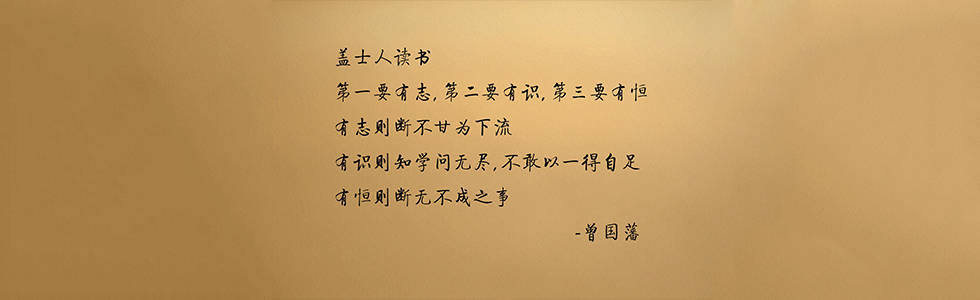 盖士人读书
第一要有志,第二要有识,第三要有恒
有志则断不甘为下流
有识则知学问无尽,不敢以一得自足
有恒则断无不成之事
-曾国藩